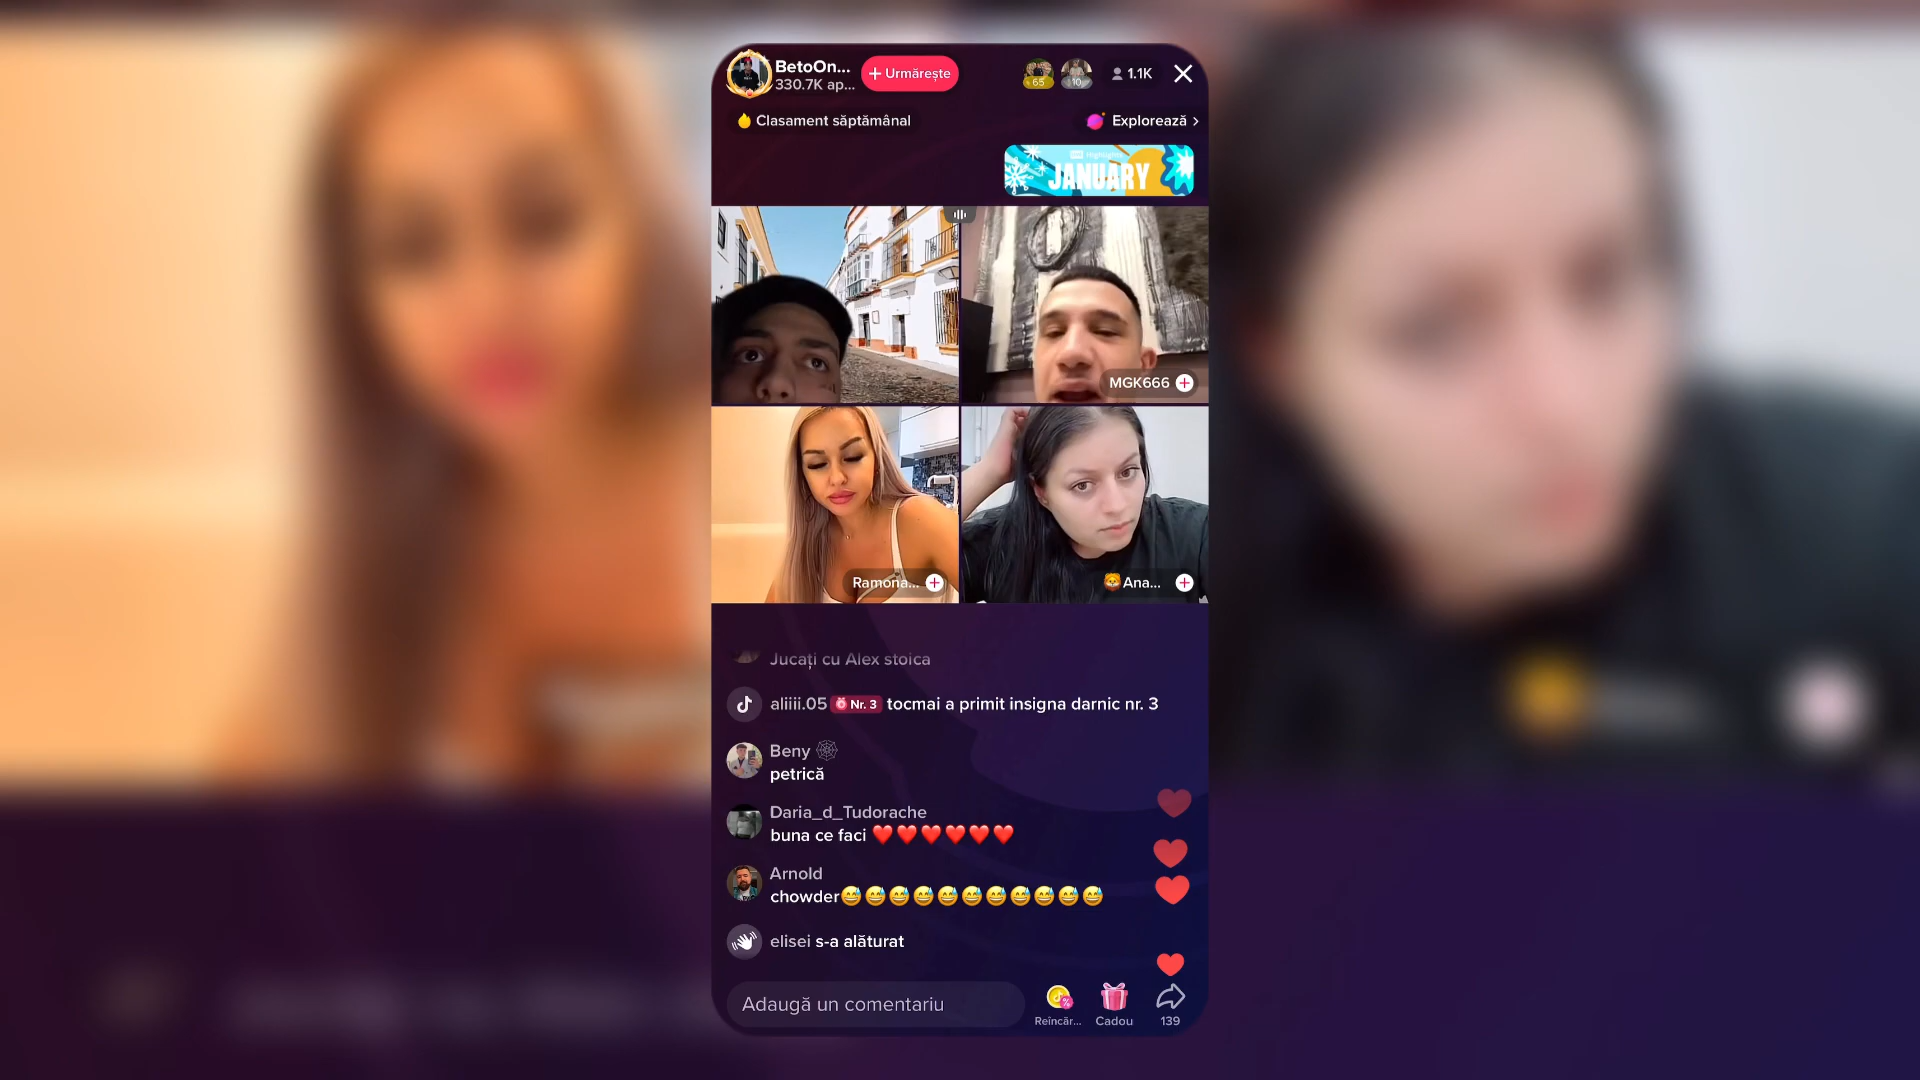 BetoOn...
330.7K ap...
+ Urmărește
65
10
1.1K
Clasament săptămânal
Explorează >
LIVE Highlights
JANUARY
MGK666
Ramona...
🦁Ana...
Jucați cu Alex stoica
aliiii.05 Nr. 3 tocmai a primit insigna darnic nr. 3
Beny 🕸️
petrică
Daria_d_Tudorache
buna ce faci ❤️❤️❤️❤️❤️❤️
Arnold
chowder😅😅😅😅😅😅😅😅😅😅😅
elisei s-a alăturat
Adaugă un comentariu
Reîncăr...
Cadou
139